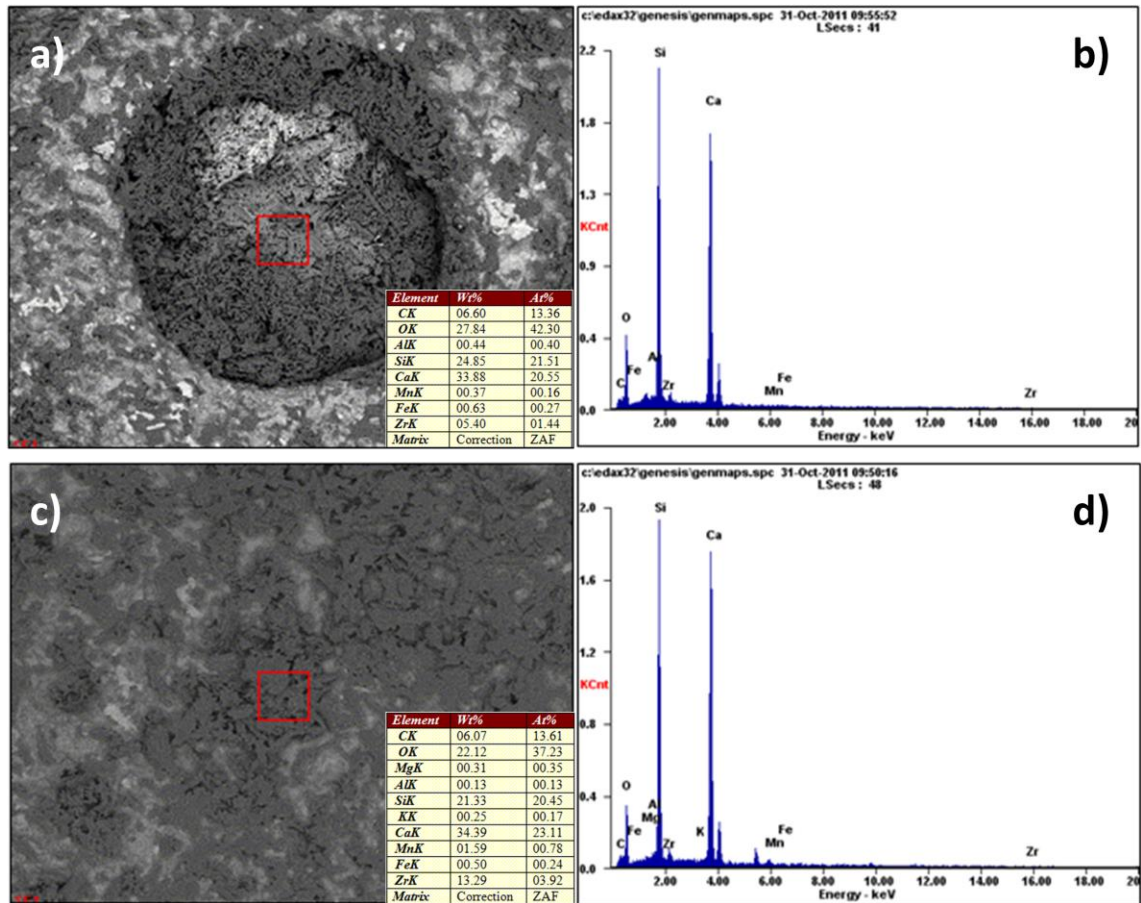 a)
Element Wt% At%
CK 06.60 13.36
OK 27.84 42.30
AlK 00.44 00.40
SiK 24.85 21.51
CaK 33.88 20.55
MnK 00.37 00.16
FeK 00.63 00.27
ZrK 05.40 01.44
Matrix Correction ZAF
b)
c:\edax32\genesis\genmaps.spc 31-Oct-2011 09:55:52
LSecs : 41
2.2
1.8
1.3
KCnt
0.9
0.4
0.0
Si
Ca
O
Fe
C
A
Zr
Mn
Fe
Zr
2.00 4.00 6.00 8.00 10.00 12.00 14.00 16.00 18.00 20
Energy - keV
c)
Element Wt% At%
CK 06.07 13.61
OK 22.12 37.23
MgK 00.31 00.35
AlK 00.13 00.13
SiK 21.33 20.45
KK 00.25 00.17
CaK 34.39 23.11
MnK 01.59 00.78
FeK 00.50 00.24
ZrK 13.29 03.92
Matrix Correction ZAF
d)
c:\edax32\genesis\genmaps.spc 31-Oct-2011 09:50:16
LSecs : 48
2.0
1.6
1.2
KCnt
0.8
0.4
0.0
Si
Ca
O
Fe
C
A
Mg
Zr
K
Mn
Fe
Zr
2.00 4.00 6.00 8.00 10.00 12.00 14.00 16.00 18.00 20
Energy - keV